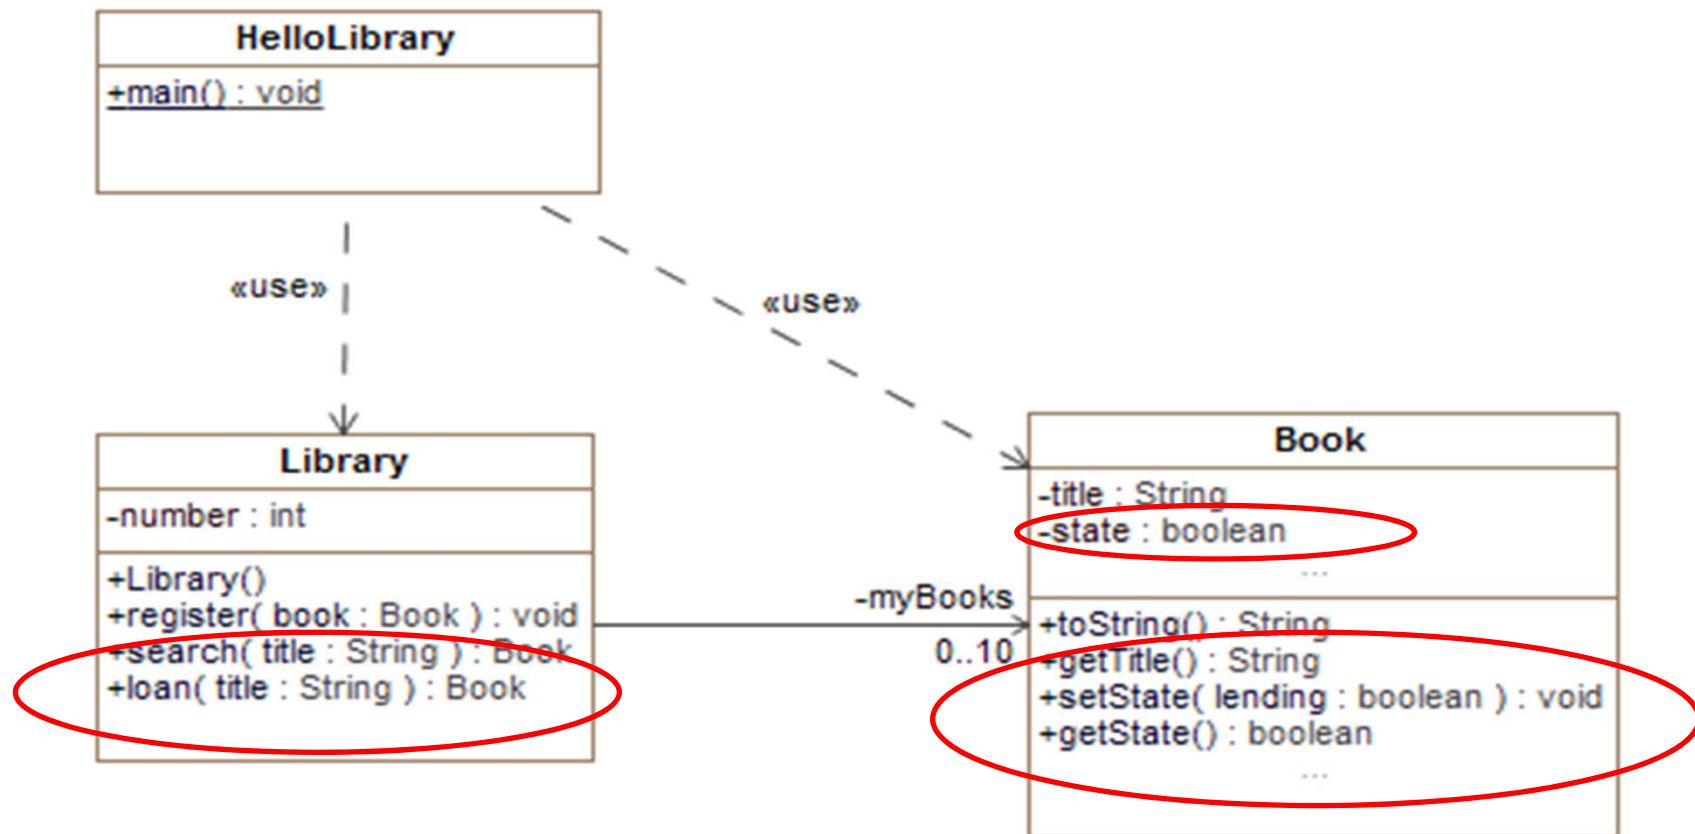 HelloLibrary
+main() : void
«use»
«use»
Library
-number : int
+Library()
+register( book : Book ) : void
+search( title : String ) : Book
+loan( title : String ) : Book
-myBooks
0..10
Book
-title : String
-state : boolean
...
+toString() : String
+getTitle() : String
+setState( lending : boolean ) : void
+getState() : boolean
...